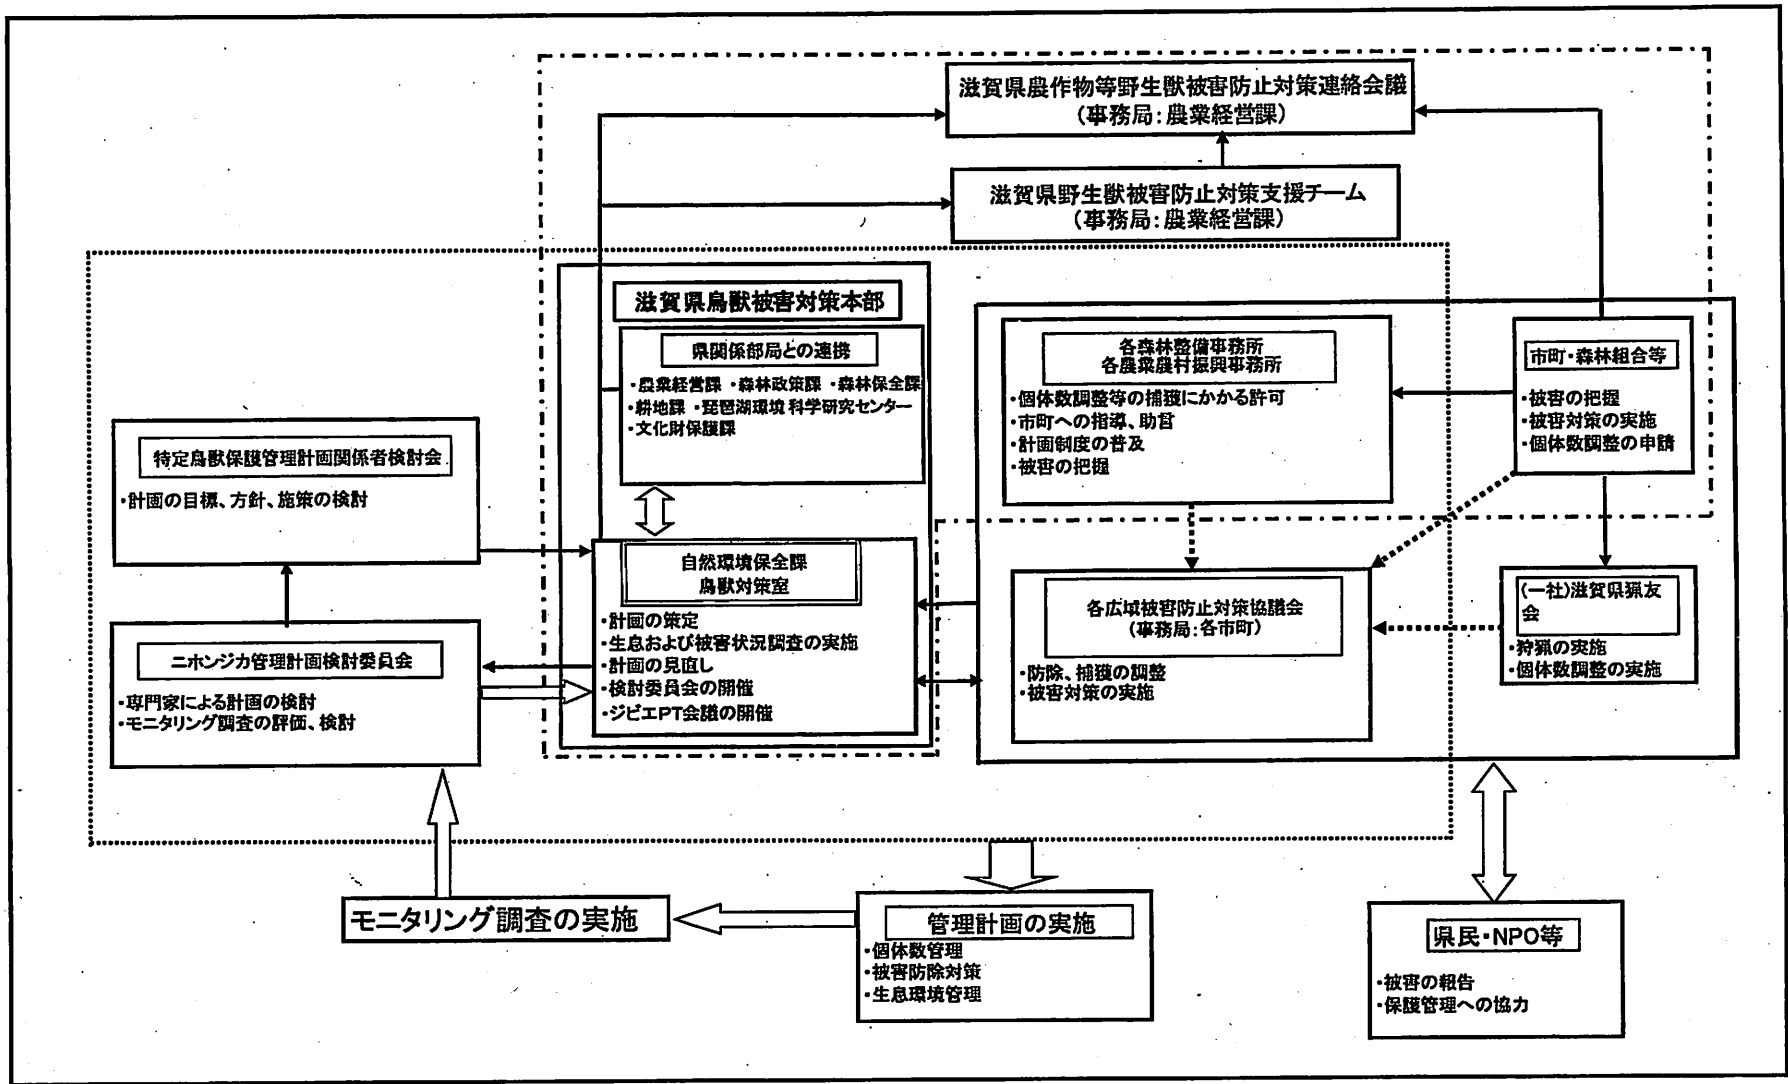 滋賀県農作物等野生獣被害防止対策連絡会議
(事務局:農業経営課)
滋賀県野生獣被害防止対策支援チーム
(事務局:農業経営課)
滋賀県鳥獣被害対策本部
県関係部局との連携
・農業経営課 ・森林政策課 ・森林保全課
・耕地課 ・琵琶湖環境科学研究センター
・文化財保護課
各森林整備事務所
各農業農村振興事務所
・個体数調整等の捕獲にかかる許可
・市町への指導、助言
・計画制度の普及
・被害の把握
市町・森林組合等
・被害の把握
・被害対策の実施
・個体数調整の申請
特定鳥獣保護管理計画関係者検討会
・計画の目標、方針、施策の検討
自然環境保全課
鳥獣対策室
・計画の策定
・生息および被害状況調査の実施
・計画の見直し
・検討委員会の開催
・ジビエPT会議の開催
各広域被害防止対策協議会
(事務局:各市町)
・防除、捕獲の調整
・被害対策の実施
(一社)滋賀県猟友
会
・狩猟の実施
・個体数調整の実施
ニホンジカ管理計画検討委員会
・専門家による計画の検討
・モニタリング調査の評価、検討
モニタリング調査の実施
管理計画の実施
・個体数管理
・被害防除対策
・生息環境管理
県民・NPO等
・被害の報告
・保護管理への協力